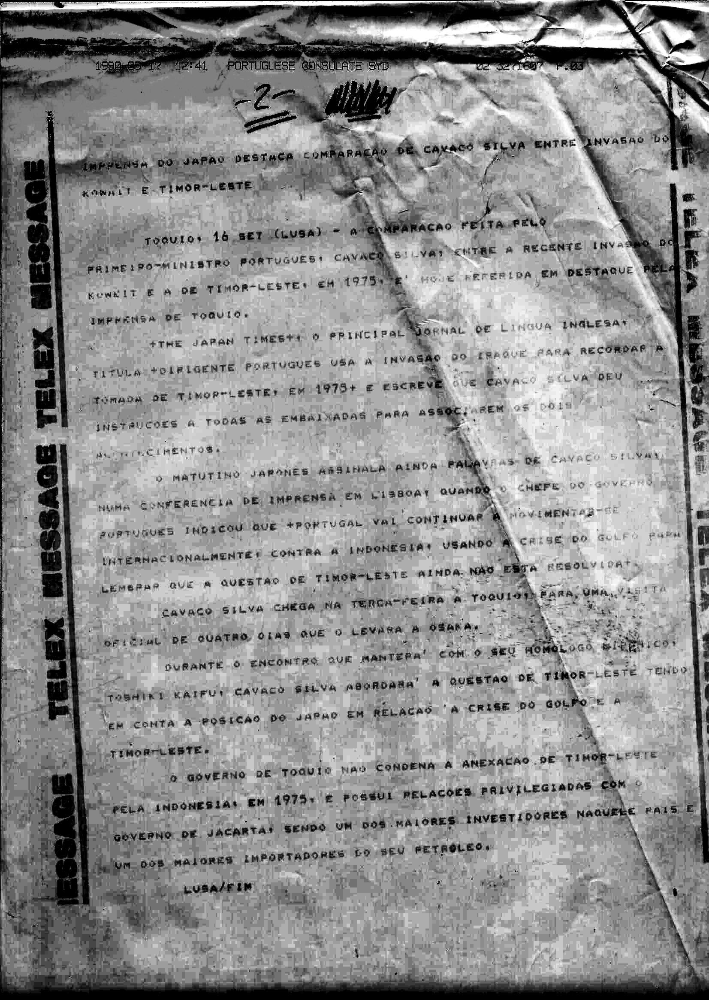 1990-09-17 12:41 PORTUGUESE CONSULATE SYD 02 3271607 P.03
-2-
IMPRENSA DO JAPAO DESTACA COMPARACAO DE CAVACO SILVA ENTRE INVASAO DO
KOWAIT E TIMOR-LESTE
TOQUIO, 16 SET (LUSA) - A COMPARACAO FEITA PELO
PRIMEIRO-MINISTRO PORTUGUES, CAVACO SILVA, ENTRE A RECENTE INVASAO DO
KOWEIT E A DE TIMOR-LESTE, EM 1975, E' HOJE REFERIDA EM DESTAQUE PELA
IMPRENSA DE TOQUIO.
+THE JAPAN TIMES+, O PRINCIPAL JORNAL DE LINGUA INGLESA,
TITULA +DIRIGENTE PORTUGUES USA A INVASAO DO IRAQUE PARA RECORDAR A
TOMADA DE TIMOR-LESTE, EM 1975+ E ESCREVE QUE CAVACO SILVA DEU
INSTRUCOES A TODAS AS EMBAIXADAS PARA ASSOCIAREM OS DOIS
ACONTECIMENTOS.
O MATUTINO JAPONES ASSINALA AINDA PALAVRAS DE CAVACO SILVA,
NUMA CONFERENCIA DE IMPRENSA EM LISBOA, QUANDO O CHEFE DO GOVERNO
PORTUGUES INDICOU QUE +PORTUGAL VAI CONTINUAR A MOVIMENTAR-SE
INTERNACIONALMENTE, CONTRA A INDONESIA, USANDO A CRISE DO GOLFO PARA
LEMBRAR QUE A QUESTAO DE TIMOR-LESTE AINDA NAO ESTA RESOLVIDA+.
CAVACO SILVA CHEGA NA TERCA-FEIRA A TOQUIO, PARA UMA VISITA
OFICIAL DE QUATRO DIAS QUE O LEVARA A OSAKA.
DURANTE O ENCONTRO QUE MANTERA' COM O SEU HOMOLOGO NIPONICO,
TOSHIKI KAIFU, CAVACO SILVA ABORDARA' A QUESTAO DE TIMOR-LESTE TENDO
EM CONTA A POSICAO DO JAPAO EM RELACAO 'A CRISE DO GOLFO E A
TIMOR-LESTE.
O GOVERNO DE TOQUIO NAO CONDENA A ANEXACAO DE TIMOR-LESTE
PELA INDONESIA, EM 1975, E POSSUI RELACOES PRIVILEGIADAS COM O
GOVERNO DE JACARTA, SENDO UM DOS MAIORES INVESTIDORES NAQUELE PAIS E
UM DOS MAIORES IMPORTADORES DO SEU PETROLEO.
LUSA/FIM
ESSAGE TELEX MESSAGE TELEX MESSAGE
TELEX MESSAGE TELEX